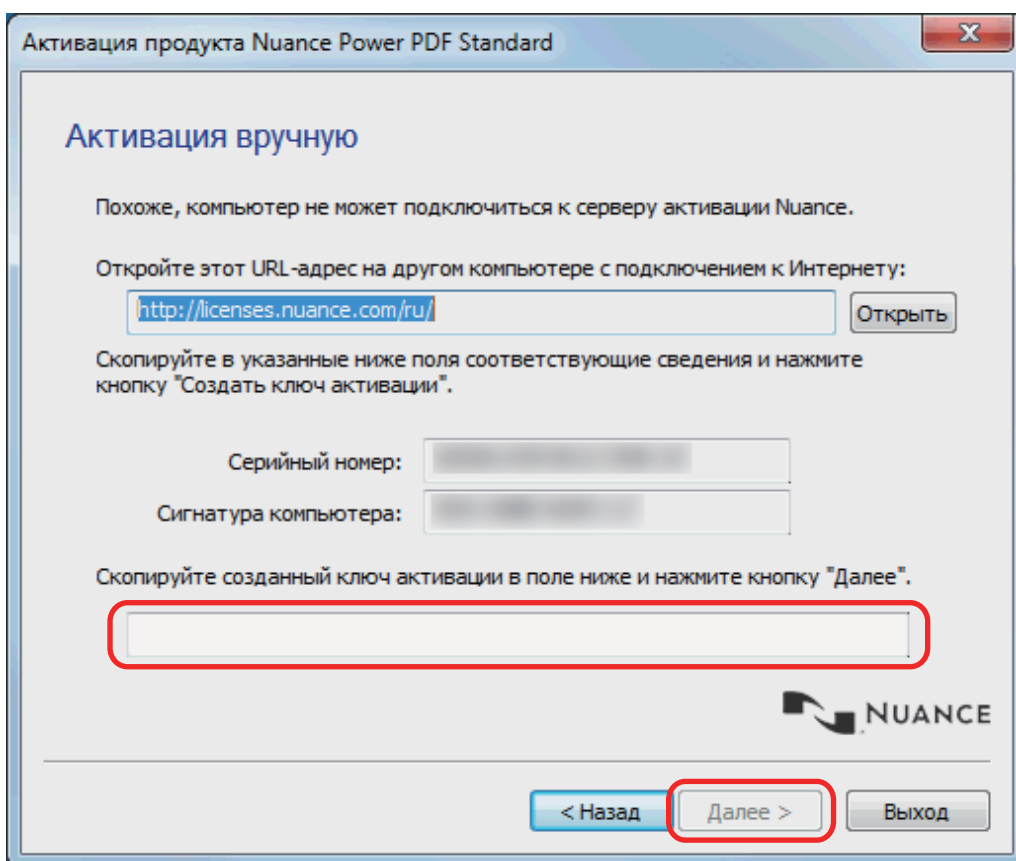 Активация продукта Nuance Power PDF Standard
Активация вручную
Похоже, компьютер не может подключиться к серверу активации Nuance.
Откройте этот URL-адрес на другом компьютере с подключением к Интернету:
http://licenses.nuance.com/ru/
Открыть
Скопируйте в указанные ниже поля соответствующие сведения и нажмите
кнопку "Создать ключ активации".
Серийный номер:
Сигнатура компьютера:
Скопируйте созданный ключ активации в поле ниже и нажмите кнопку "Далее".
NUANCE
< Назад
Далее >
Выход